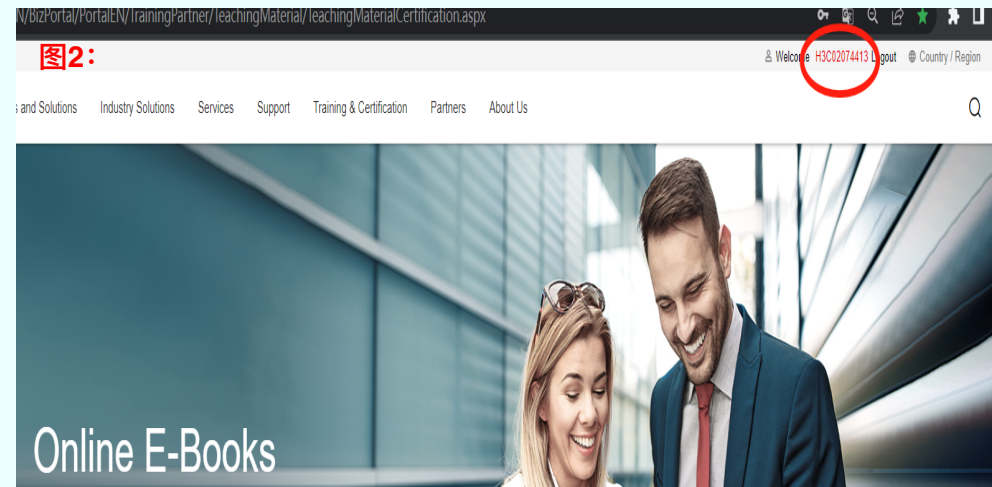 N/BizPortal/PortalEN/TrainingPartner/TeachingMaterial/TeachingMaterialCertification.aspx
图2：
Welcome H3C02074413 Logout Country / Region
s and Solutions Industry Solutions Services Support Training & Certification Partners About Us
Online E-Books